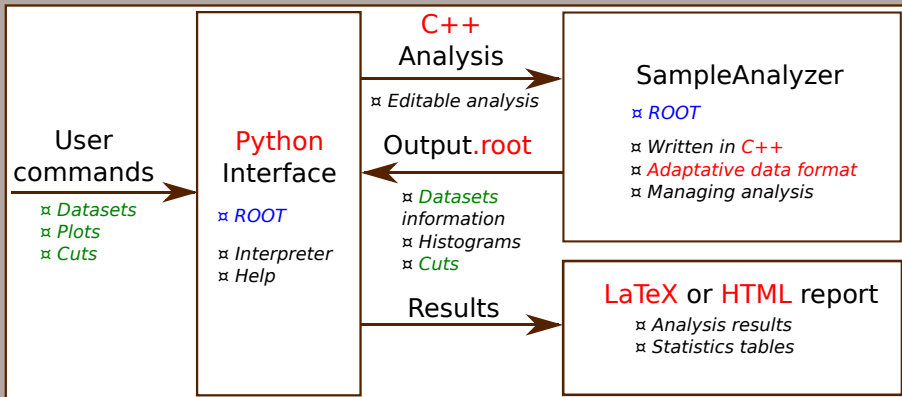 User
commands
¤ Datasets
¤ Plots
¤ Cuts
Python
Interface
¤ ROOT
¤ Interpreter
¤ Help
C++
Analysis
¤ Editable analysis
Output.root
¤ Datasets
information
¤ Histograms
¤ Cuts
Results
SampleAnalyzer
¤ ROOT
¤ Written in C++
¤ Adaptative data format
¤ Managing analysis
LaTeX or HTML report
¤ Analysis results
¤ Statistics tables